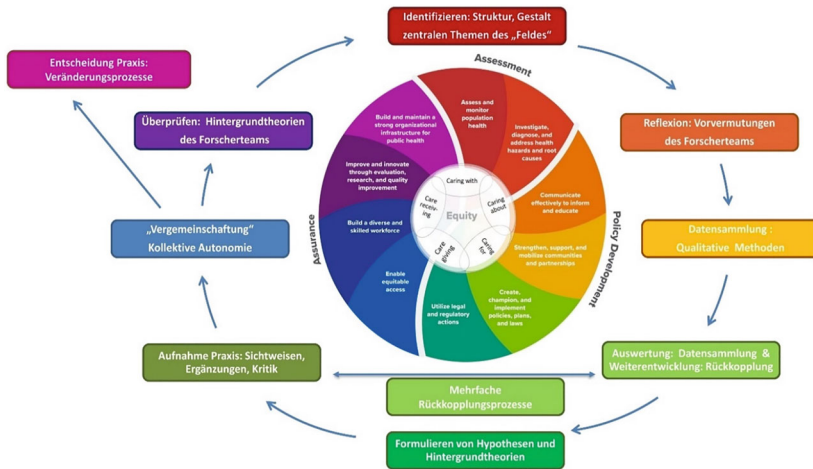 Identifizieren: Struktur, Gestalt
zentralen Themen des „Feldes"
Entscheidung Praxis:
Veränderungsprozesse
Überprüfen: Hintergrundtheorien
des Forscherteams
Reflexion: Vorvermutungen
des Forscherteams
„Vergemeinschaftung"
Kollektive Autonomie
Datensammlung :
Qualitative Methoden
Aufnahme Praxis: Sichtweisen,
Ergänzungen, Kritik
Auswertung: Datensammlung &
Weiterentwicklung: Rückkopplung
Mehrfache
Rückkopplungsprozesse
Formulieren von Hypothesen und
Hintergrundtheorien
Assessment
Policy Development
Assurance
Assess and
monitor
population
health
Investigate,
diagnose, and
address health
hazards and root
causes
Communicate
effectively to inform
and educate
Strengthen, support, and
mobilize communities
and partnerships
Create,
champion, and
implement
policies, plans,
and laws
Utilize legal
and regulatory
actions
Enable
equitable
access
Build a diverse and
skilled workforce
Improve and innovate
through evaluation,
research, and quality
improvement
Build and maintain a
strong organizational
infrastructure for
public health
Caring with
Caring
about
Caring
for
Care
giving
Care
receiv-
ing
Equity